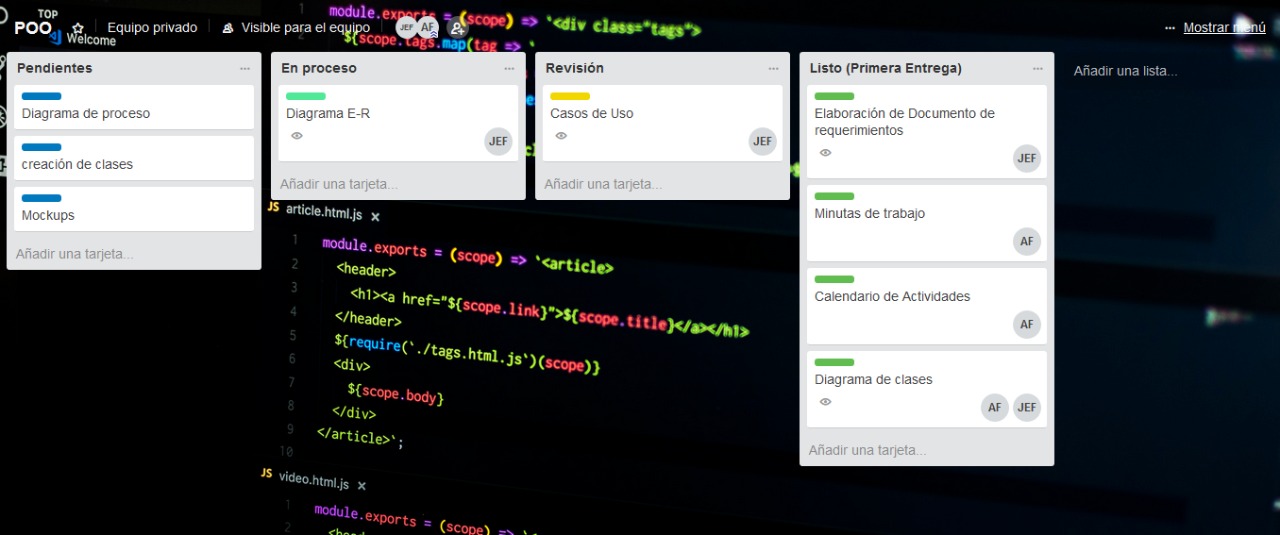 TOP
POO
Equipo privado
Visible para el equipo
JEF
AF
Mostrar menú
Welcome
Pendientes
Diagrama de proceso
creación de clases
Mockups
Añadir una tarjeta...
En proceso
Diagrama E-R
JEF
Añadir una tarjeta...
Revisión
Casos de Uso
JEF
Añadir una tarjeta...
Listo (Primera Entrega)
Elaboración de Documento de
requerimientos
JEF
Minutas de trabajo
AF
Calendario de Actividades
AF
Diagrama de clases
AF
JEF
Añadir una tarjeta...
Añadir una lista...
1 module.exports = (scope) => `<div class="tags">
${scope.tags.map(tag => `
JS article.html.js ×
1 module.exports = (scope) => `<article>
2 <header>
3 <h1><a href="${scope.link}">${scope.title}</a></h1>
4 </header>
5 ${require(`./tags.html.js`)(scope)}
6 <div>
7 ${scope.body}
8 </div>
9 </article>`;
10
JS video.html.js ×
1 module.exports = (scope) => `
2